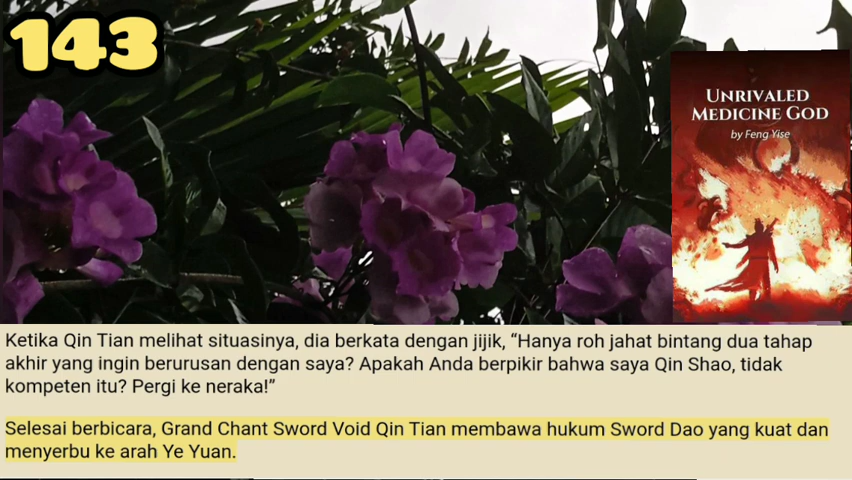 143
UNRIVALED
MEDICINE GOD
by Feng Yise
Ketika Qin Tian melihat situasinya, dia berkata dengan jijik, “Hanya roh jahat bintang dua tahap
akhir yang ingin berurusan dengan saya? Apakah Anda berpikir bahwa saya Qin Shao, tidak
kompeten itu? Pergi ke neraka!”
Selesai berbicara, Grand Chant Sword Void Qin Tian membawa hukum Sword Dao yang kuat dan
menyerbu ke arah Ye Yuan.